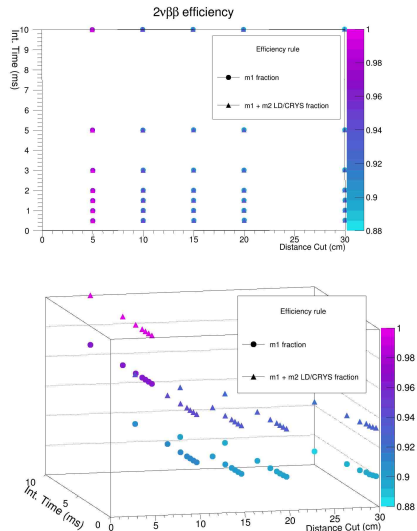 2νββ efficiency
Int. Time (ms)
10
9
8
7
6
5
4
3
2
1
0
Efficiency rule
m1 fraction
m1 + m2 LD/CRYS fraction
0 5 10 15 20 30
Distance Cut (cm)
1
0.98
0.96
0.94
0.92
0.9
0.88
Efficiency rule
m1 fraction
m1 + m2 LD/CRYS fraction
1
0.98
0.96
0.94
0.92
0.9
0.88
10
5
0
Int. Time (ms)
0 5 10 15 20 25 30
Distance Cut (cm)